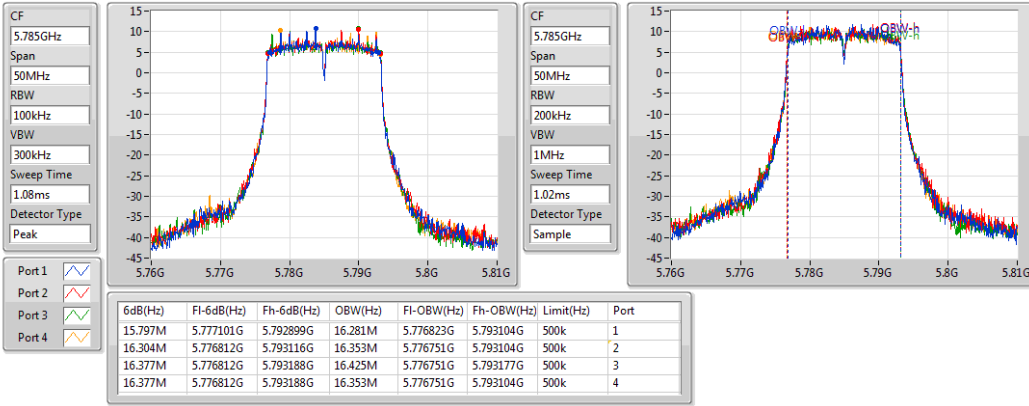 CF
5.785GHz
Span
50MHz
RBW
100kHz
VBW
300kHz
Sweep Time
1.08ms
Detector Type
Peak
15
10
5
0
-5
-10
-15
-20
-25
-30
-35
-40
-45
5.76G 5.77G 5.78G 5.79G 5.8G 5.81G
CF
5.785GHz
Span
50MHz
RBW
200kHz
VBW
1MHz
Sweep Time
1.02ms
Detector Type
Sample
15
10
5
0
-5
-10
-15
-20
-25
-30
-35
-40
-45
OBW-h
5.76G 5.77G 5.78G 5.79G 5.8G 5.81G
Port 1
Port 2
Port 3
Port 4
6dB(Hz) Fl-6dB(Hz) Fh-6dB(Hz) OBW(Hz) Fl-OBW(Hz) Fh-OBW(Hz) Limit(Hz) Port
15.797M 5.777101G 5.792899G 16.281M 5.776823G 5.793104G 500k 1
16.304M 5.776812G 5.793116G 16.353M 5.776751G 5.793104G 500k 2
16.377M 5.776812G 5.793188G 16.425M 5.776751G 5.793177G 500k 3
16.377M 5.776812G 5.793188G 16.353M 5.776751G 5.793104G 500k 4